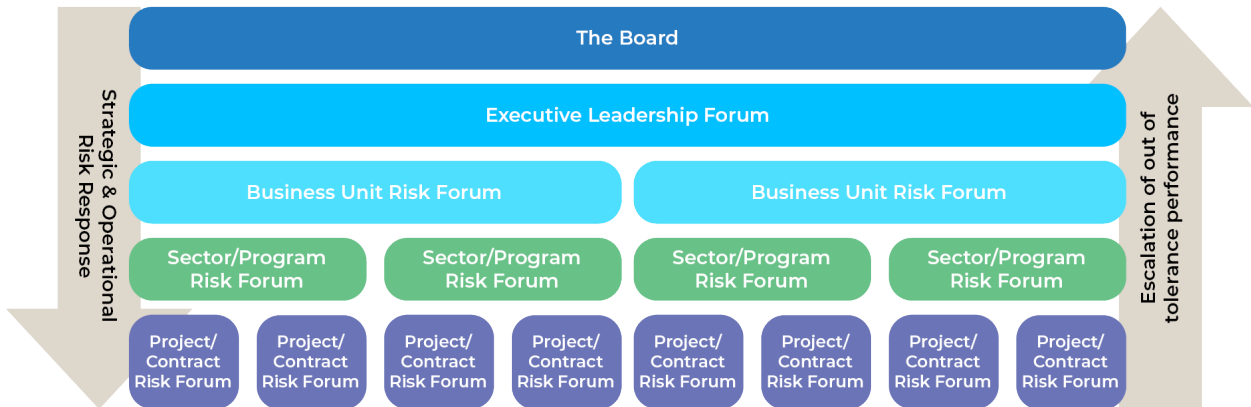 The Board
Executive Leadership Forum
Business Unit Risk Forum
Business Unit Risk Forum
Sector/Program
Risk Forum
Sector/Program
Risk Forum
Sector/Program
Risk Forum
Sector/Program
Risk Forum
Project/
Contract
Risk Forum
Project/
Contract
Risk Forum
Project/
Contract
Risk Forum
Project/
Contract
Risk Forum
Project/
Contract
Risk Forum
Project/
Contract
Risk Forum
Project/
Contract
Risk Forum
Project/
Contract
Risk Forum
Strategic & Operational
Risk Response
Escalation of out of
tolerance performance